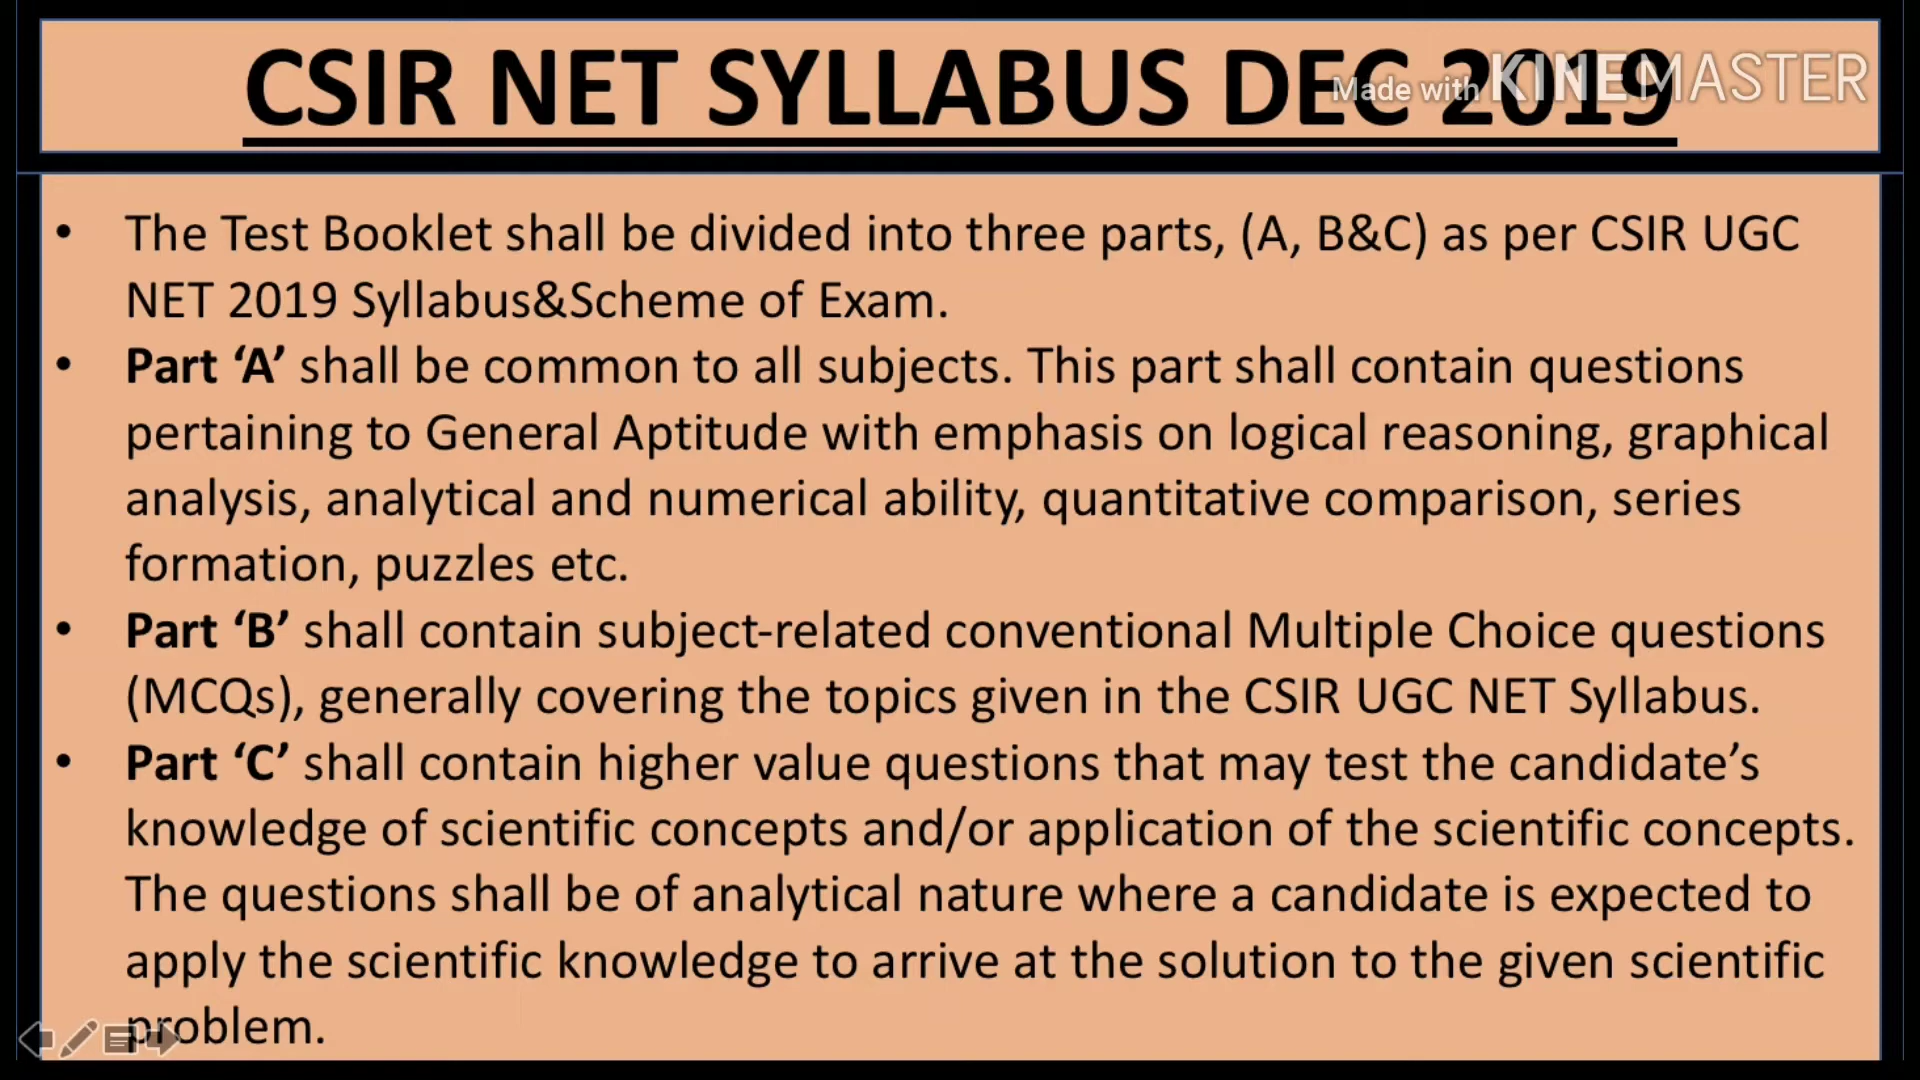 CSIR NET SYLLABUS DEC 2019
Made with KINEMASTER
• The Test Booklet shall be divided into three parts, (A, B&C) as per CSIR UGC
NET 2019 Syllabus&Scheme of Exam.
• Part ‘A’ shall be common to all subjects. This part shall contain questions
pertaining to General Aptitude with emphasis on logical reasoning, graphical
analysis, analytical and numerical ability, quantitative comparison, series
formation, puzzles etc.
• Part ‘B’ shall contain subject-related conventional Multiple Choice questions
(MCQs), generally covering the topics given in the CSIR UGC NET Syllabus.
• Part ‘C’ shall contain higher value questions that may test the candidate’s
knowledge of scientific concepts and/or application of the scientific concepts.
The questions shall be of analytical nature where a candidate is expected to
apply the scientific knowledge to arrive at the solution to the given scientific
problem.